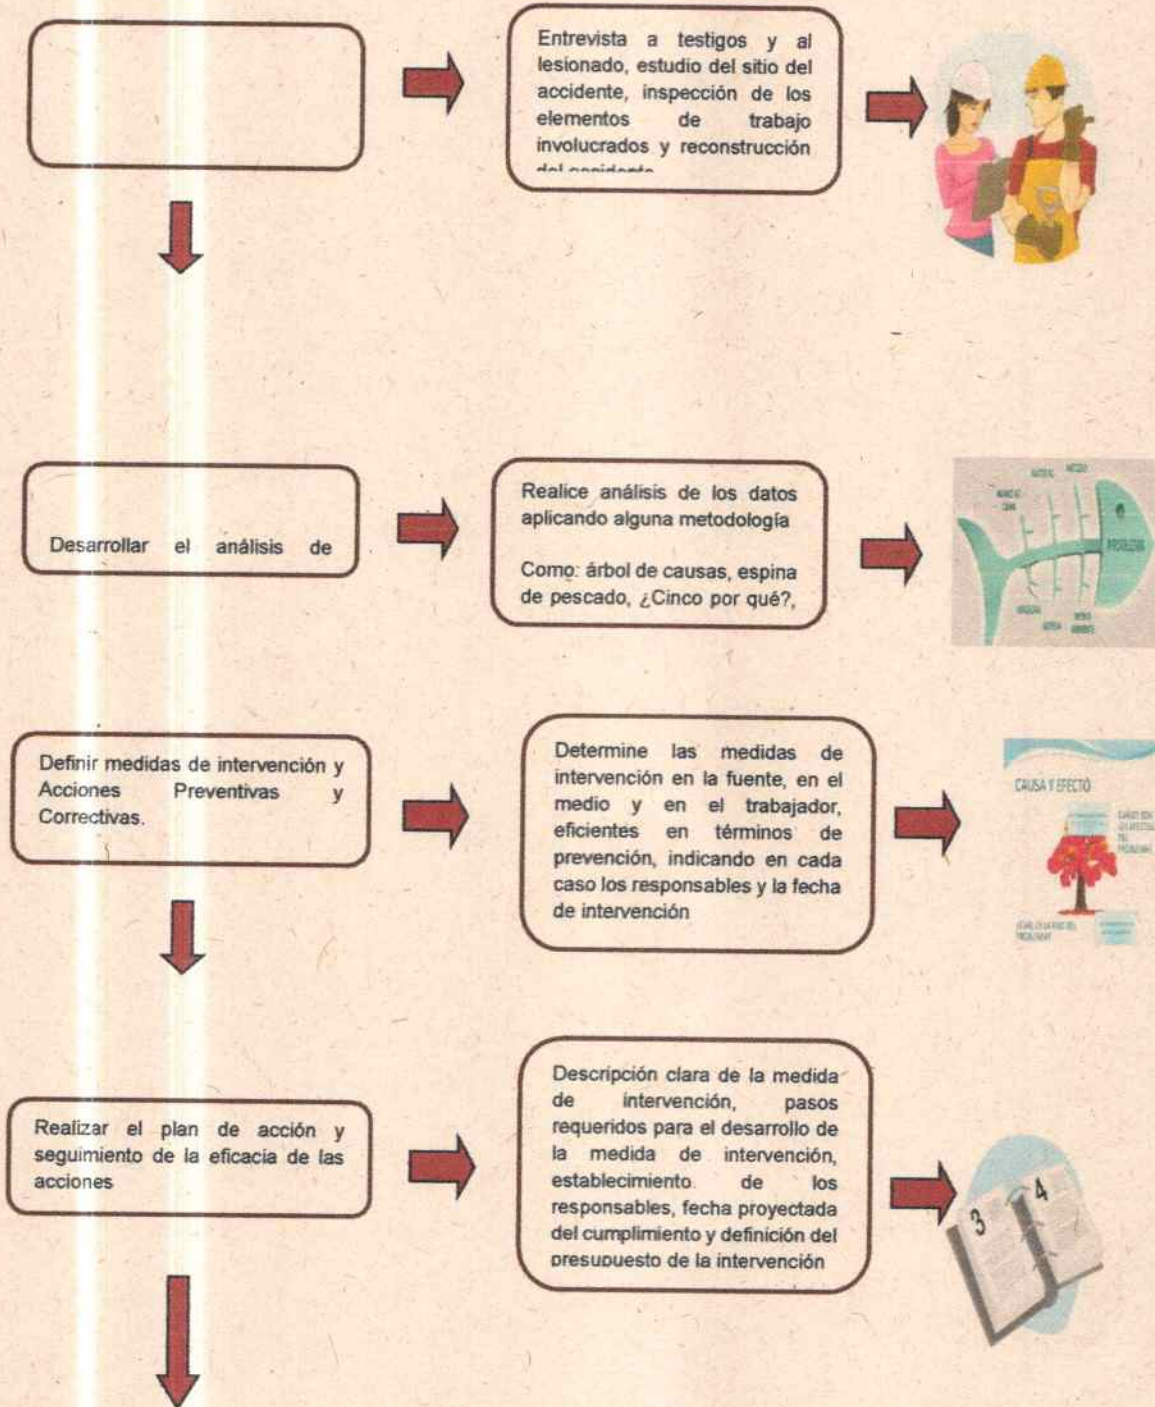 Entrevista a testigos y al
lesionado, estudio del sitio del
accidente, inspección de los
elementos de trabajo
involucrados y reconstrucción
del accidente
Desarrollar el análisis de
Realice análisis de los datos
aplicando alguna metodología
Como: árbol de causas, espina
de pescado, ¿Cinco por qué?,
PROBLEMA
Definir medidas de intervención y
Acciones Preventivas y
Correctivas.
Determine las medidas de
intervención en la fuente, en el
medio y en el trabajador,
eficientes en términos de
prevención, indicando en cada
caso los responsables y la fecha
de intervención
CAUSA Y EFECTO
Realizar el plan de acción y
seguimiento de la eficacia de las
acciones
Descripción clara de la medida
de intervención, pasos
requeridos para el desarrollo de
la medida de intervención,
establecimiento. de los
responsables, fecha proyectada
del cumplimiento y definición del
presupuesto de la intervención
3
4